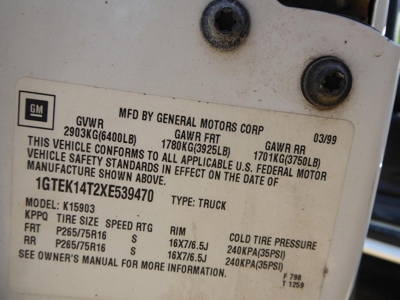 GM
MFD BY GENERAL MOTORS CORP 03/99
GVWR GAWR FRT GAWR RR
2903KG(6400LB) 1780KG(3925LB) 1701KG(3750LB)
THIS VEHICLE CONFORMS TO ALL APPLICABLE U.S. FEDERAL MOTOR
VEHICLE SAFETY STANDARDS IN EFFECT ON THE DATE OF
MANUFACTURE SHOWN ABOVE.
1GTEK14T2XE539470 TYPE: TRUCK
MODEL: K15903
KPPQ TIRE SIZE SPEED RTG RIM COLD TIRE PRESSURE
FRT P265/75R16 S 16X7/6.5J 240KPA(35PSI)
RR P265/75R16 S 16X7/6.5J 240KPA(35PSI)
SEE OWNER'S MANUAL FOR MORE INFORMATION. F 798
T 1259